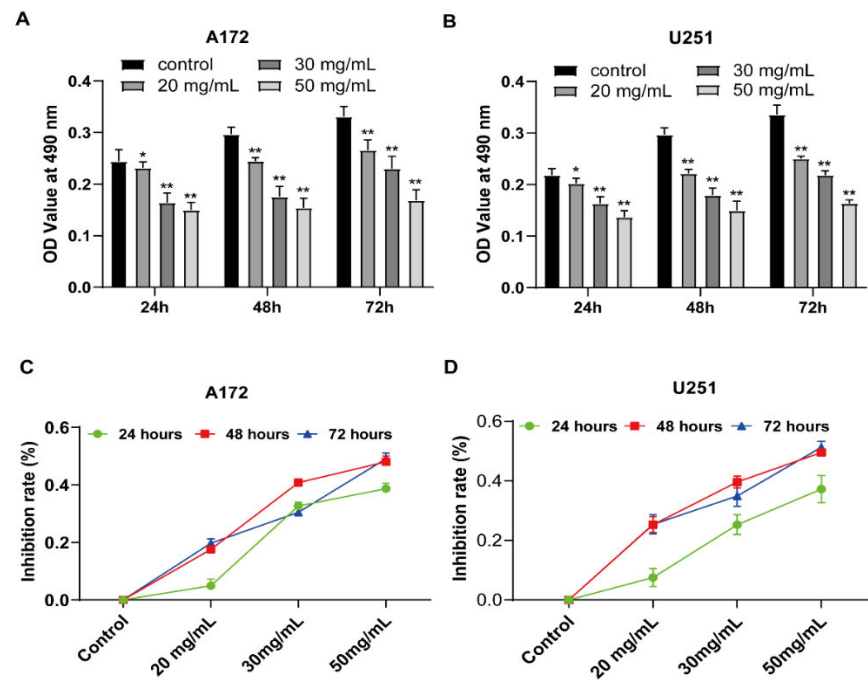 A
A172
control
30 mg/mL
20 mg/mL
50 mg/mL
OD Value at 490 nm
0.4
0.3
0.2
0.1
0.0
* ** **
** ** **
** ** **
24h 48h 72h
B
U251
control
30 mg/mL
20 mg/mL
50 mg/mL
OD Value at 490 nm
0.4
0.3
0.2
0.1
0.0
* ** **
** ** **
** ** **
24h 48h 72h
C
A172
24 hours 48 hours 72 hours
Inhibition rate (%)
0.6
0.4
0.2
0.0
Control 20 mg/mL 30mg/mL 50mg/mL
D
U251
24 hours 48 hours 72 hours
Inhibition rate (%)
0.6
0.4
0.2
0.0
Control 20 mg/mL 30mg/mL 50mg/mL